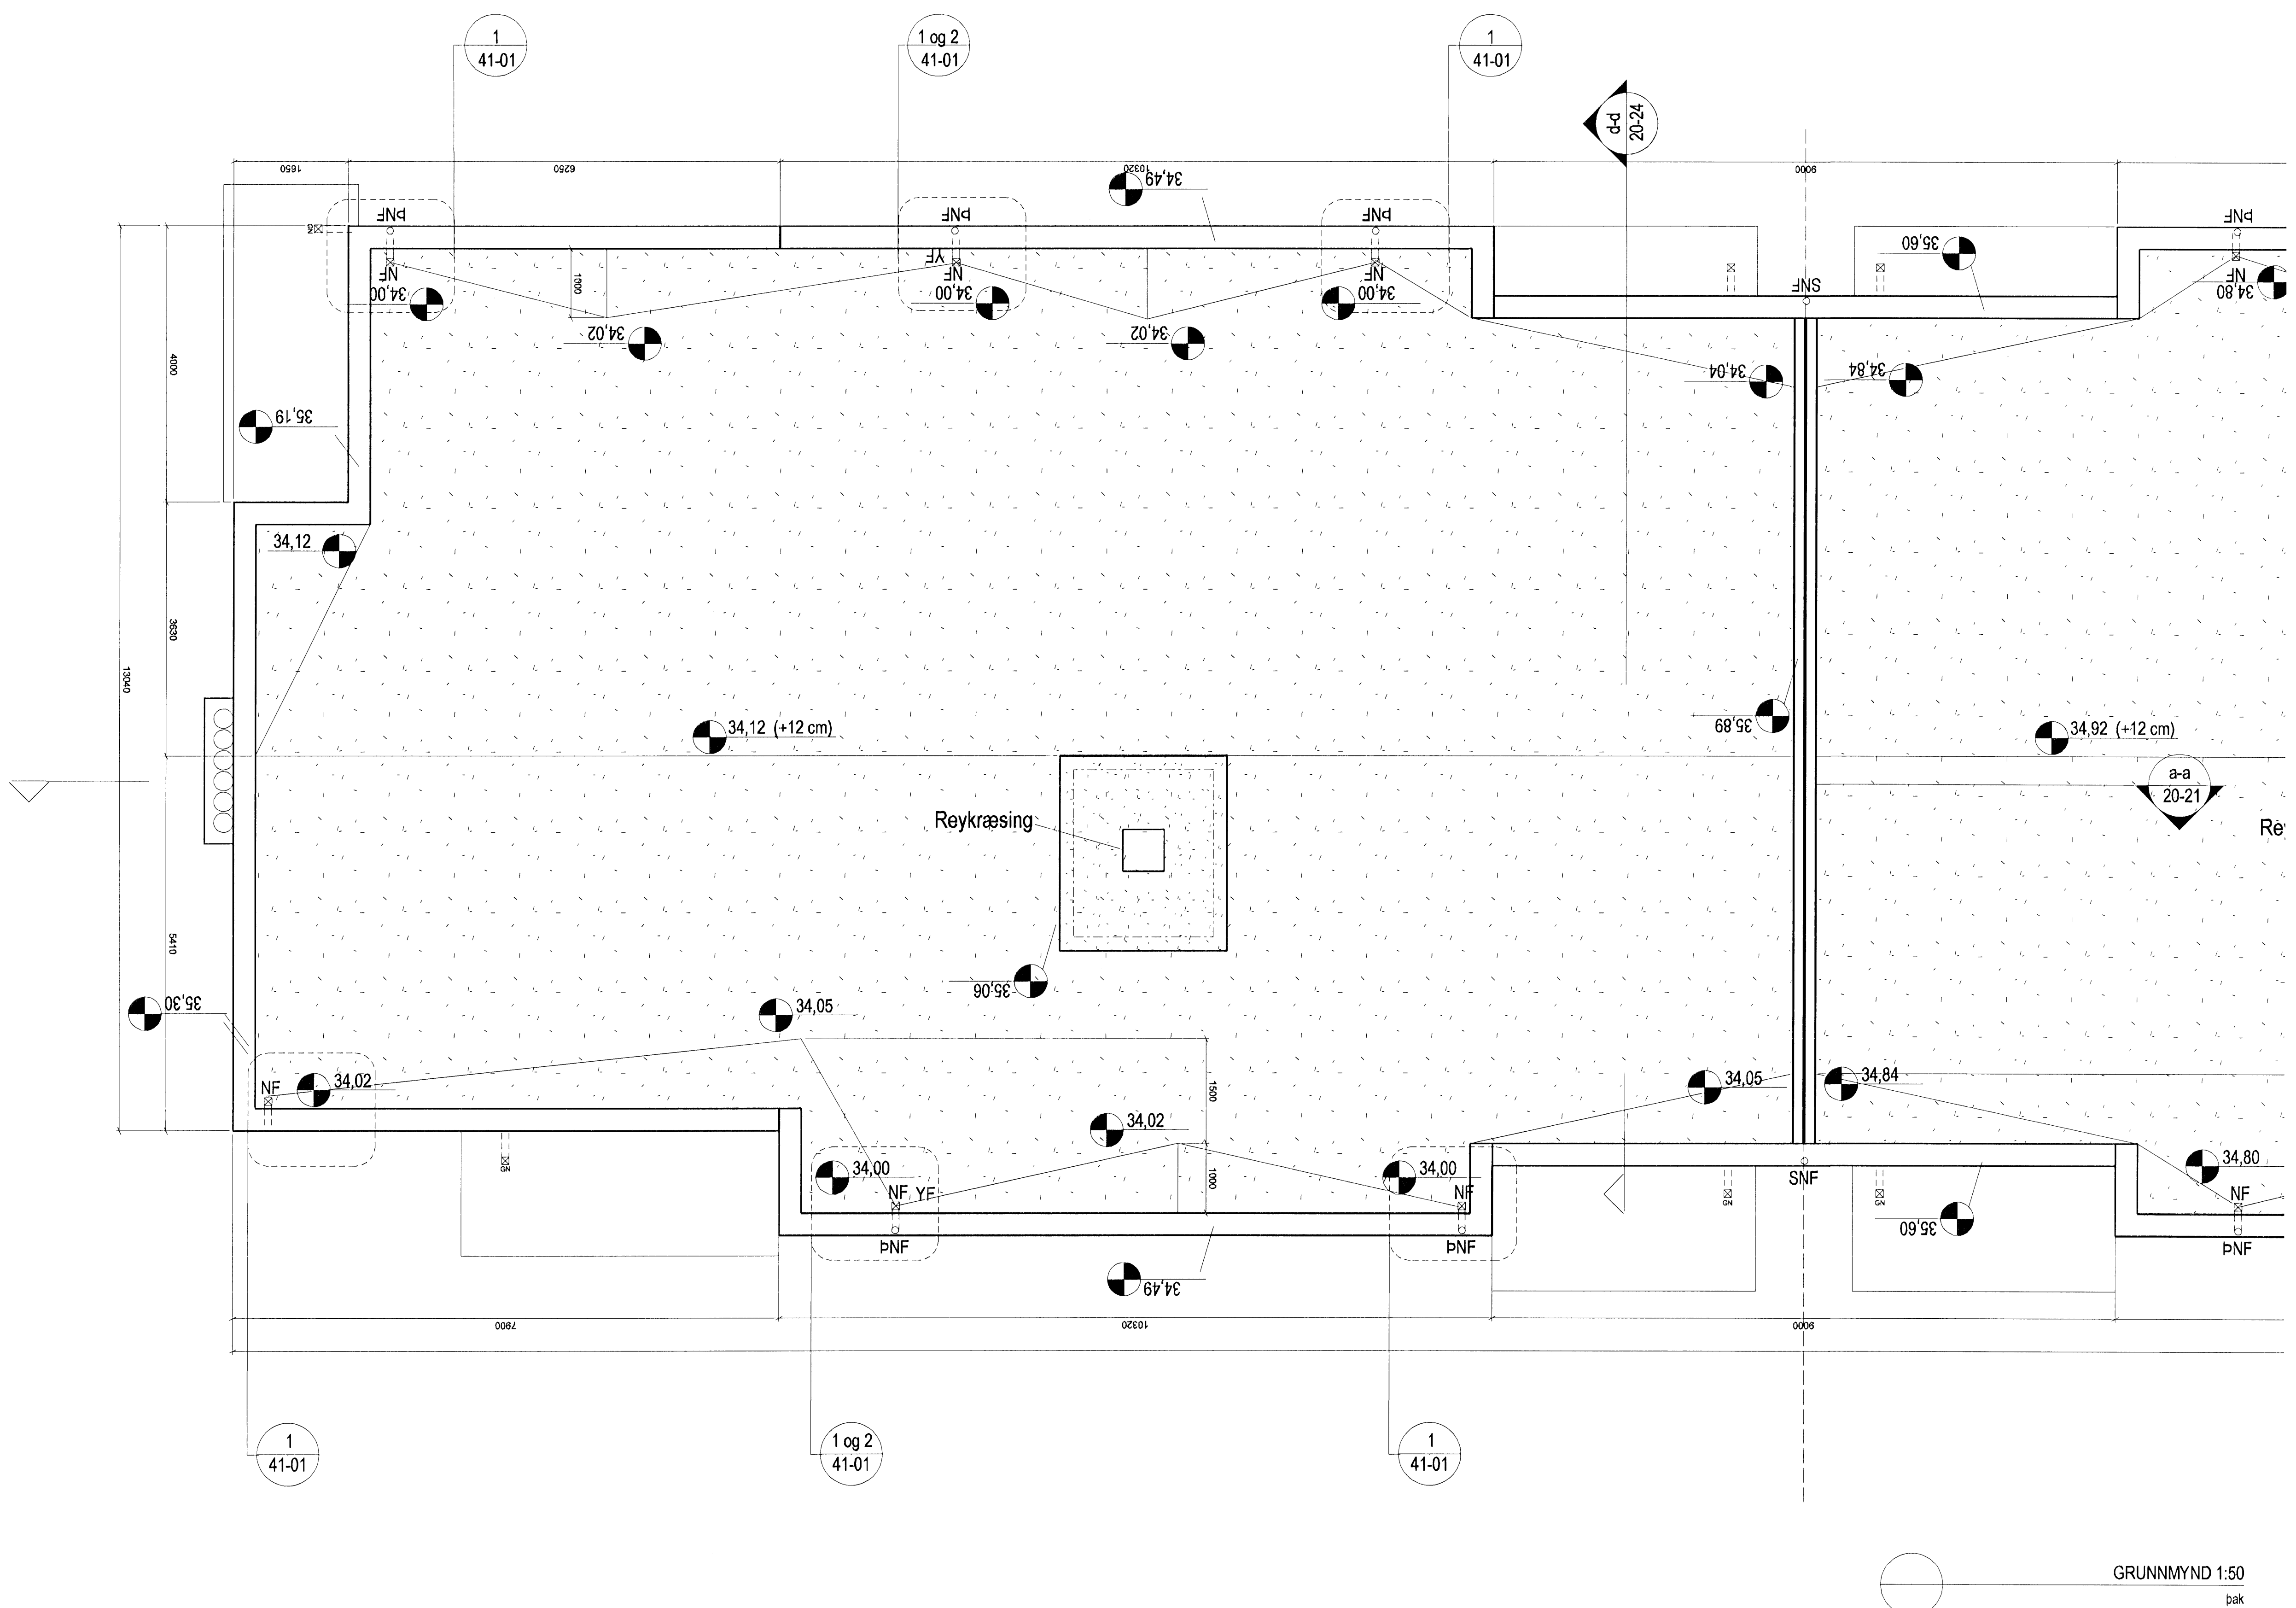 1
41-01
1 og 2
41-01
1
41-01
d-d
20-24
1650
6250
10320
9000
34,49
ÞNF
ÞNF
ÞNF
ÞNF
35,60
YF
NF
NF
NF
NF
SNF
1000
34,00
34,00
34,00
34,80
34,02
34,02
34,04
34,84
4000
35,19
34,12
3630
13040
34,12 (+12 cm)
35,89
34,92 (+12 cm)
a-a
20-21
Reykræsing
Re
5410
35,06
35,30
34,05
NF
34,02
1500
34,05
34,84
34,02
34,00
34,00
1000
34,80
NF YF
NF
NF
SNF
GN
GN
GN
ÞNF
ÞNF
ÞNF
35,60
34,49
7900
10320
9000
1
41-01
1 og 2
41-01
1
41-01
GRUNNMYND 1:50
þak